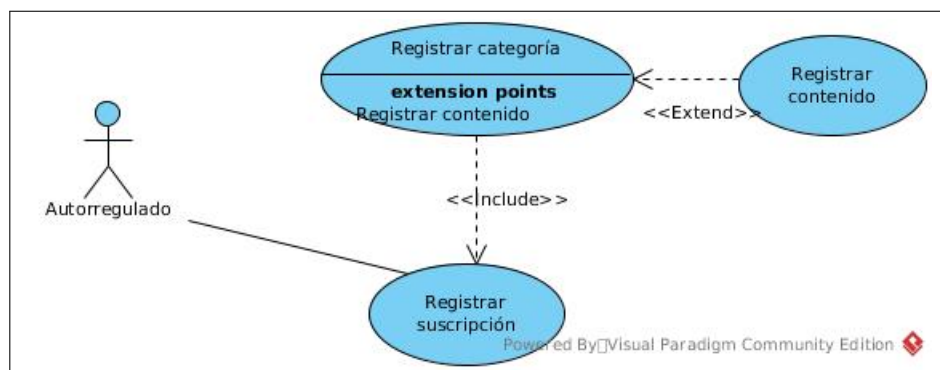 Registrar categoría
extension points
Registrar contenido
Registrar
contenido
<<Extend>>
Autorregulado
<<Include>>
Registrar
suscripción
Powered By Visual Paradigm Community Edition